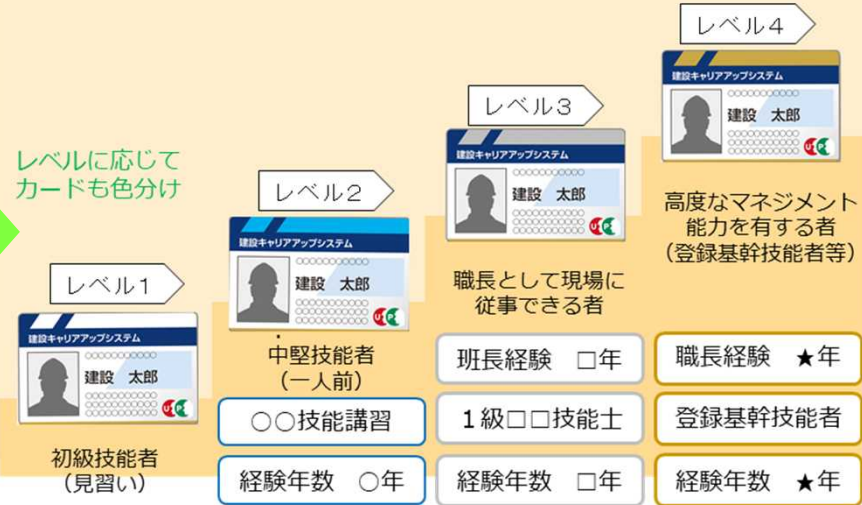 レベルに応じて
カードも色分け
レベル1
建設キャリアアップシステム
○○○○○○○○○○
建設　太郎
初級技能者
（見習い）
レベル2
建設キャリアアップシステム
○○○○○○○○○○
建設　太郎
中堅技能者
（一人前）
○○技能講習
経験年数　○年
レベル3
建設キャリアアップシステム
○○○○○○○○○○
建設　太郎
職長として現場に
従事できる者
班長経験　□年
1級□□技能士
経験年数　□年
レベル4
建設キャリアアップシステム
○○○○○○○○○○
建設　太郎
高度なマネジメント
能力を有する者
（登録基幹技能者等）
職長経験　★年
登録基幹技能者
経験年数　★年